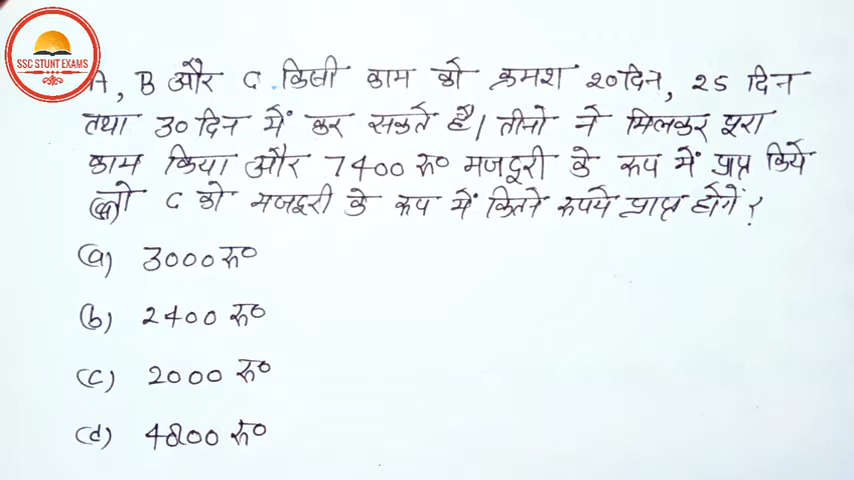 SSC STUNT EXAMS
A, B और C किसी काम को क्रमश 20 दिन, 25 दिन
तथा 30 दिन में कर सकते है। तीनो ने मिलकर पूरा
काम किया और 7400 रू० मजदूरी के रूप में प्राप्त किये
तो C को मजदूरी के रूप में कितने रुपये प्राप्त होगें ?
(a) 3000 रू०
(b) 2400 रू०
(c) 2000 रू०
(d) 4800 रू०